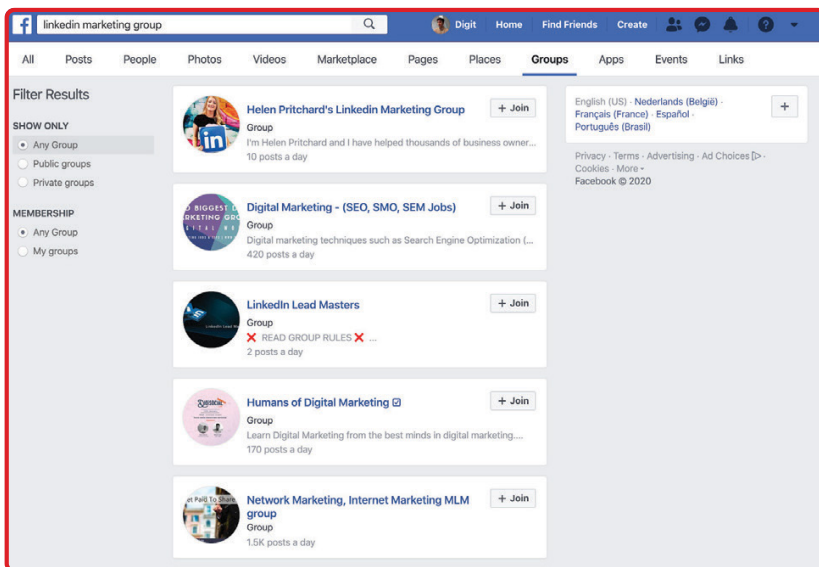 linkedin marketing group
Digit Home Find Friends Create
All Posts People Photos Videos Marketplace Pages Places Groups Apps Events Links
Filter Results
SHOW ONLY
Any Group
Public groups
Private groups
MEMBERSHIP
Any Group
My groups
Helen Pritchard's Linkedin Marketing Group
+ Join
Group
I'm Helen Pritchard and I have helped thousands of business owner...
10 posts a day
Digital Marketing - (SEO, SMO, SEM Jobs)
+ Join
Group
Digital marketing techniques such as Search Engine Optimization (...
420 posts a day
LinkedIn Lead Masters
+ Join
Group
❌ READ GROUP RULES ❌ ...
2 posts a day
Humans of Digital Marketing
+ Join
Group
Learn Digital Marketing from the best minds in digital marketing....
170 posts a day
Network Marketing, Internet Marketing MLM
group
+ Join
Group
1.5K posts a day
English (US) · Nederlands (België) ·
Français (France) · Español ·
Português (Brasil)
Privacy · Terms · Advertising · Ad Choices ·
Cookies · More
Facebook © 2020